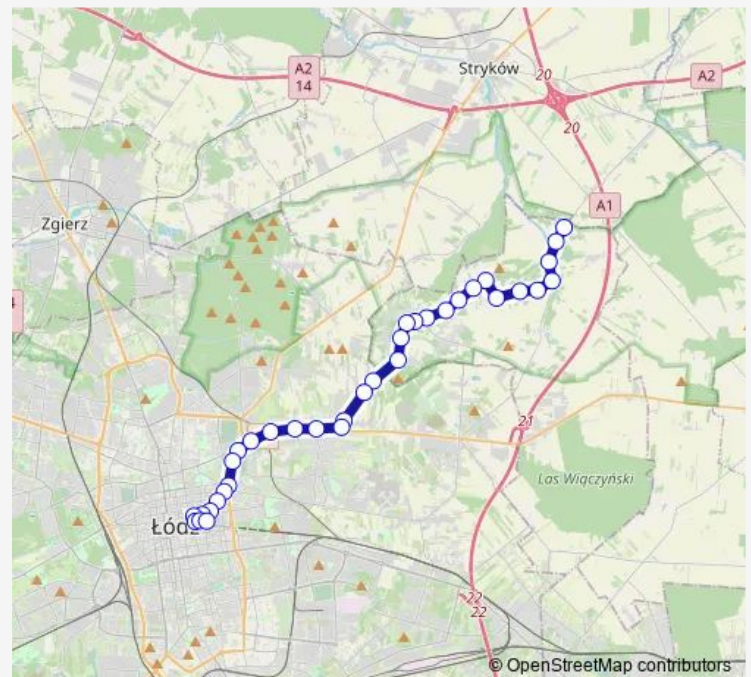 Stryków
20
A2
14
A2
20
A1
Zgierz
21
Las Wiączyński
Łódź
22
22
© OpenStreetMap contributors